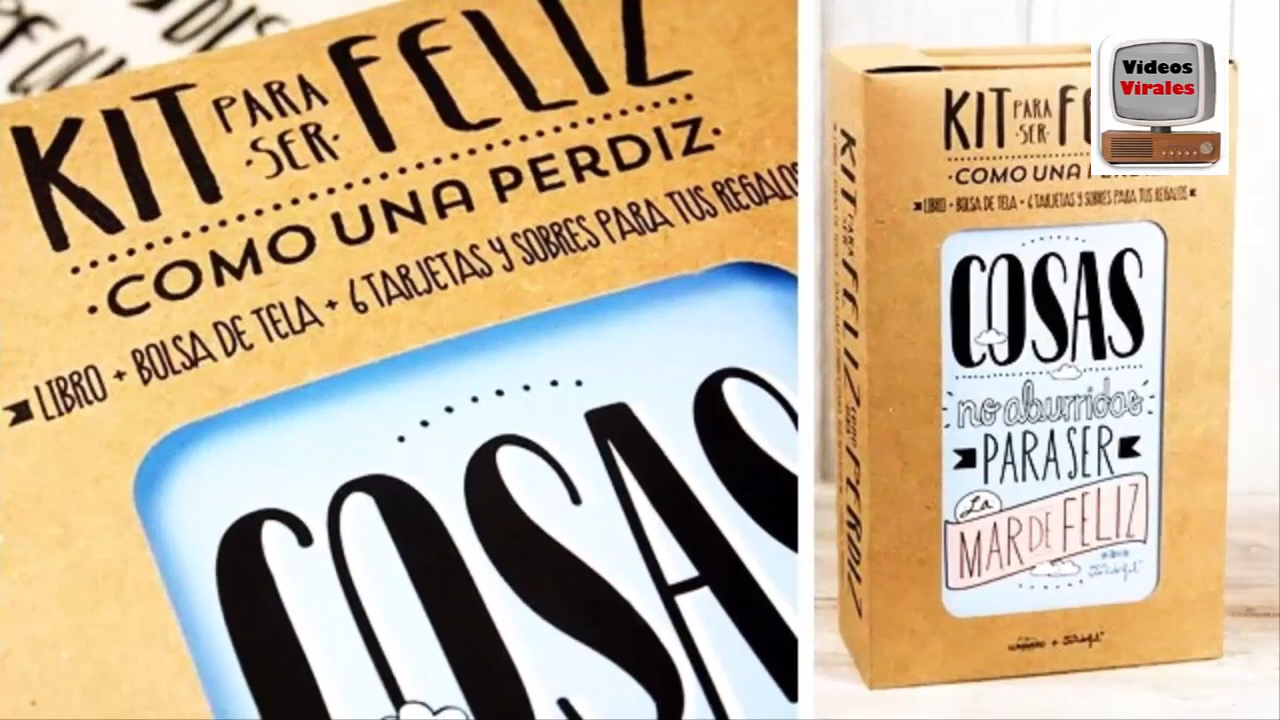 KIT PARA SER FELIZ
·COMO UNA PERDIZ·
LIBRO + BOLSA DE TELA + 6 TARJETAS Y SOBRES PARA TUS REGALOS
COSAS
KIT PARA SER FE
·COMO UNA PERDIZ
LIBRO + BOLSA DE TELA + 6 TARJETAS Y SOBRES PARA TUS REGALOS
COSAS
no aburridas
PARA SER
La
MAR DE FELIZ
KIT PARA SER FELIZ COMO UNA PERDIZ
Videos
Virales